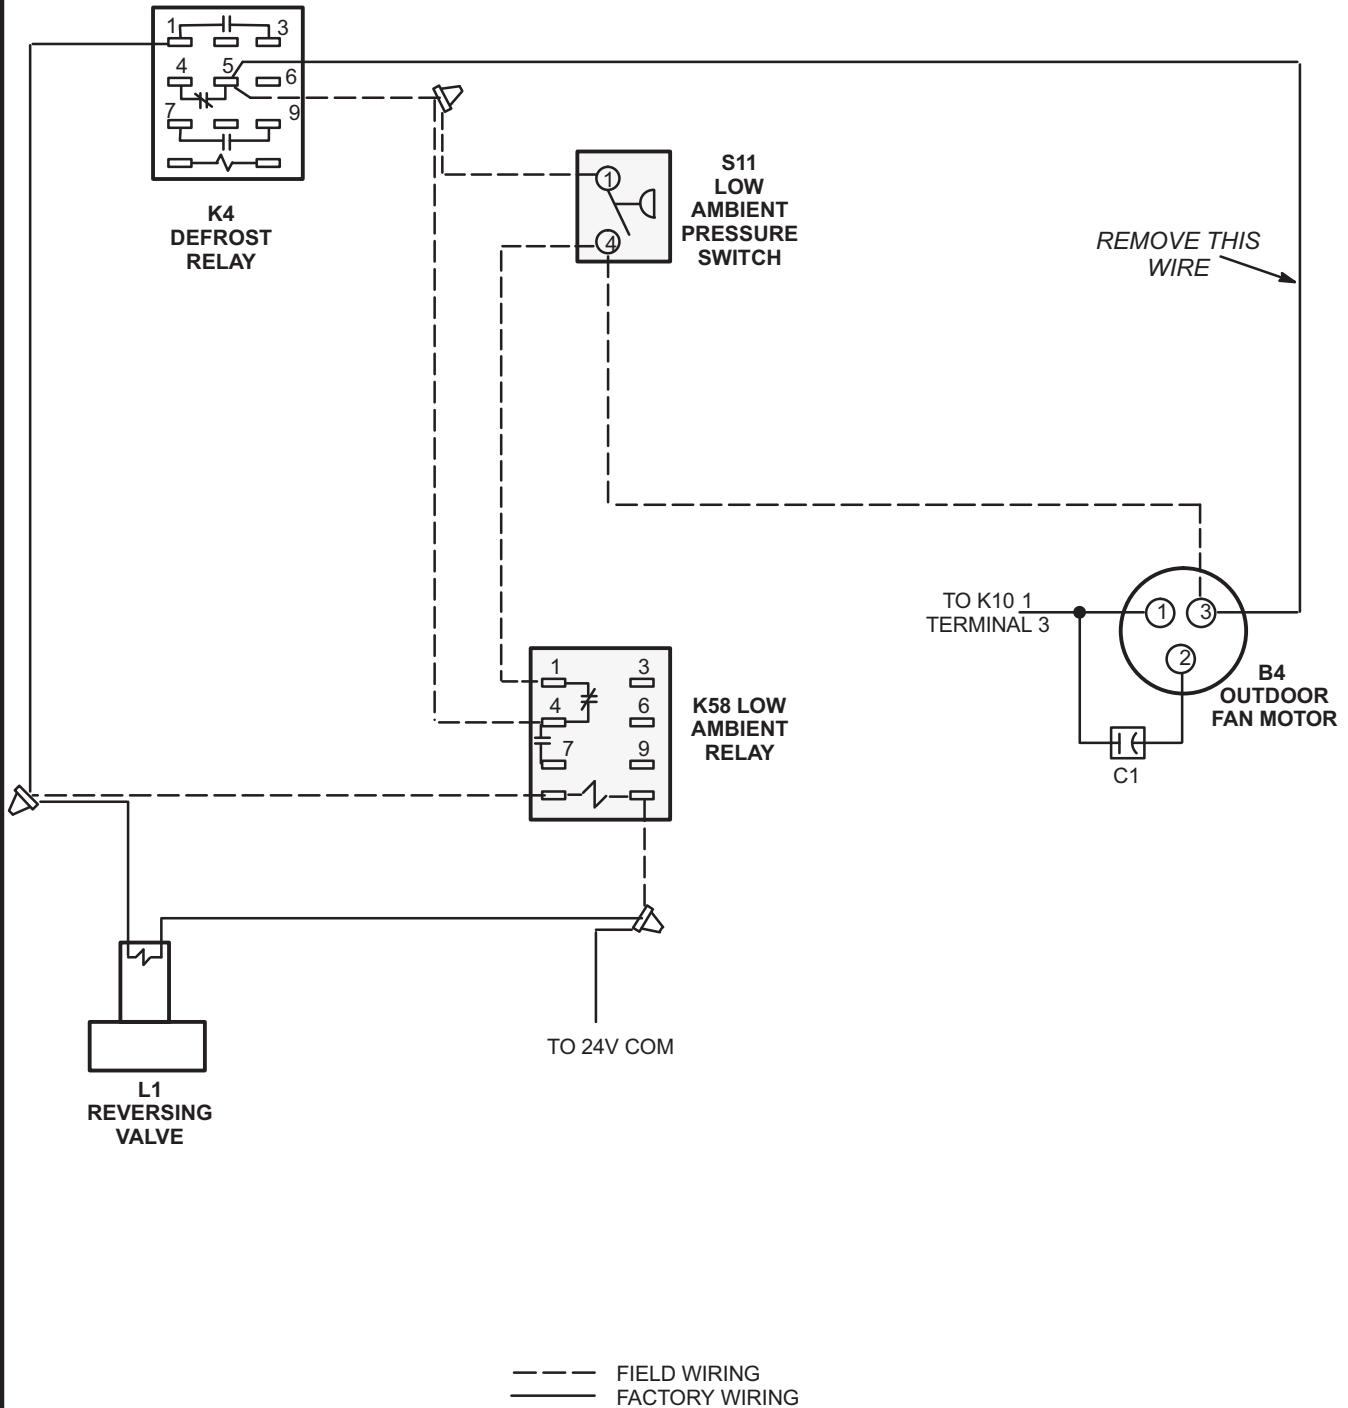 1 3
4 5 6
7 9
K4
DEFROST
RELAY
1
4
S11
LOW
AMBIENT
PRESSURE
SWITCH
REMOVE THIS
WIRE
TO K10 1
TERMINAL 3
1 3
2
B4
OUTDOOR
FAN MOTOR
C1
1 3
4 6
7 9
K58 LOW
AMBIENT
RELAY
TO 24V COM
L1
REVERSING
VALVE
FIELD WIRING
FACTORY WIRING